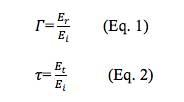 Γ=E_r/E_i (Eq. 1)
τ=E_t/E_i (Eq. 2)